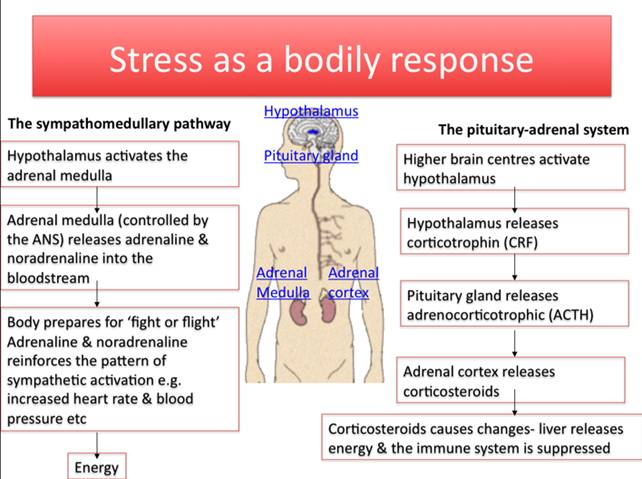 Stress as a bodily response
The sympathomedullary pathway
Hypothalamus activates the
adrenal medulla
Adrenal medulla (controlled by
the ANS) releases adrenaline &
noradrenaline into the
bloodstream
Body prepares for ‘fight or flight’
Adrenaline & noradrenaline
reinforces the pattern of
sympathetic activation e.g.
increased heart rate & blood
pressure etc
Energy
Hypothalamus
Pituitary gland
Adrenal
Medulla
Adrenal
cortex
The pituitary-adrenal system
Higher brain centres activate
hypothalamus
Hypothalamus releases
corticotrophin (CRF)
Pituitary gland releases
adrenocorticotrophic (ACTH)
Adrenal cortex releases
corticosteroids
Corticosteroids causes changes- liver releases
energy & the immune system is suppressed